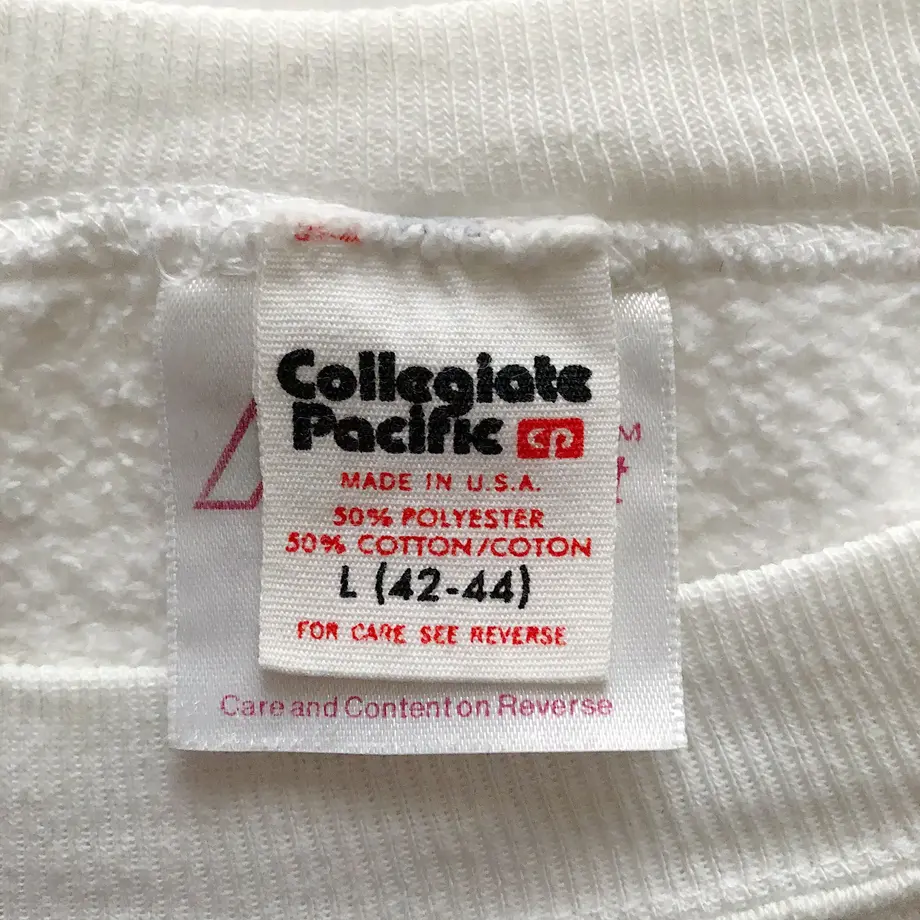 Collegiate
Pacific
MADE IN U.S.A.
50% POLYESTER
50% COTTON/COTON
L (42-44)
FOR CARE SEE REVERSE
TM
Care and Content on Reverse